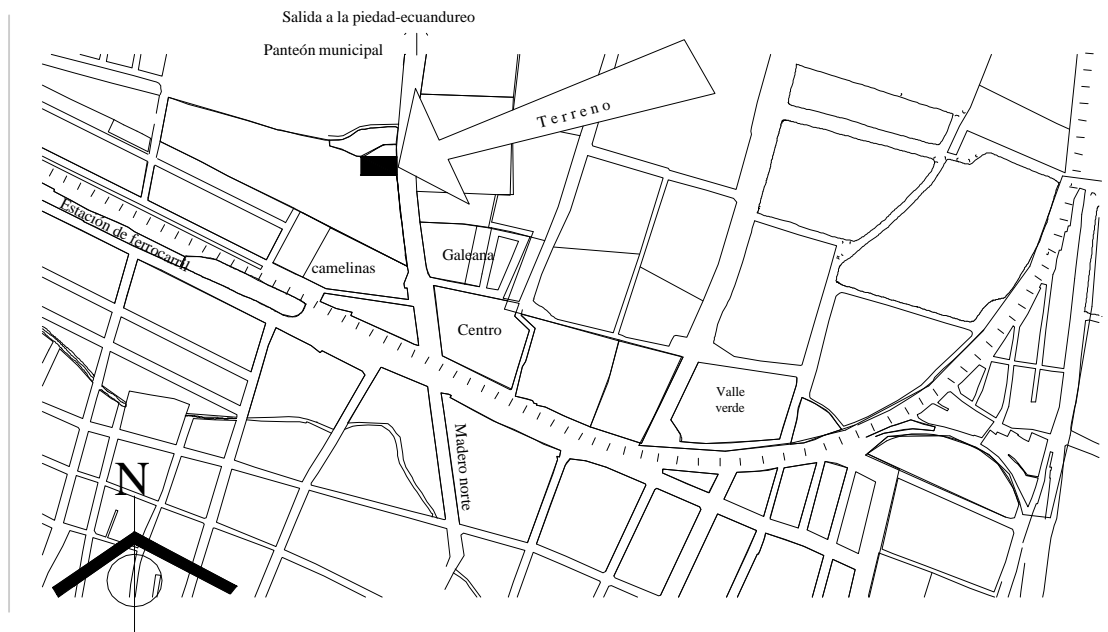 Salida a la piedad-ecuandureo
Panteón municipal
Terreno
Estación de ferrocarril
camelinas
Galeana
Centro
Valle
verde
Madero norte
N